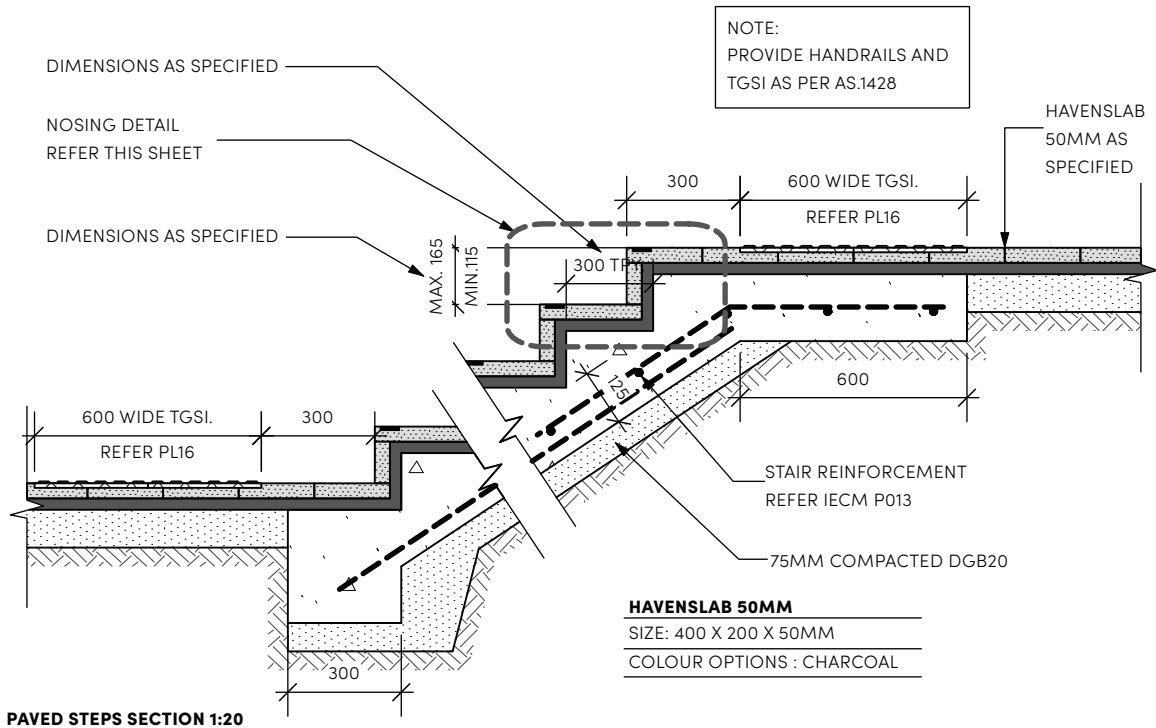 NOTE:
PROVIDE HANDRAILS AND
TGSI AS PER AS.1428
DIMENSIONS AS SPECIFIED
NOSING DETAIL
REFER THIS SHEET
DIMENSIONS AS SPECIFIED
HAVENSLAB
50MM AS
SPECIFIED
300
600 WIDE TGSI.
REFER PL16
MAX. 165
MIN.115
300 TPY
600
125
600 WIDE TGSI.
300
REFER PL16
STAIR REINFORCEMENT
REFER IECM P013
75MM COMPACTED DGB20
300
HAVENSLAB 50MM
SIZE: 400 X 200 X 50MM
COLOUR OPTIONS : CHARCOAL
PAVED STEPS SECTION 1:20